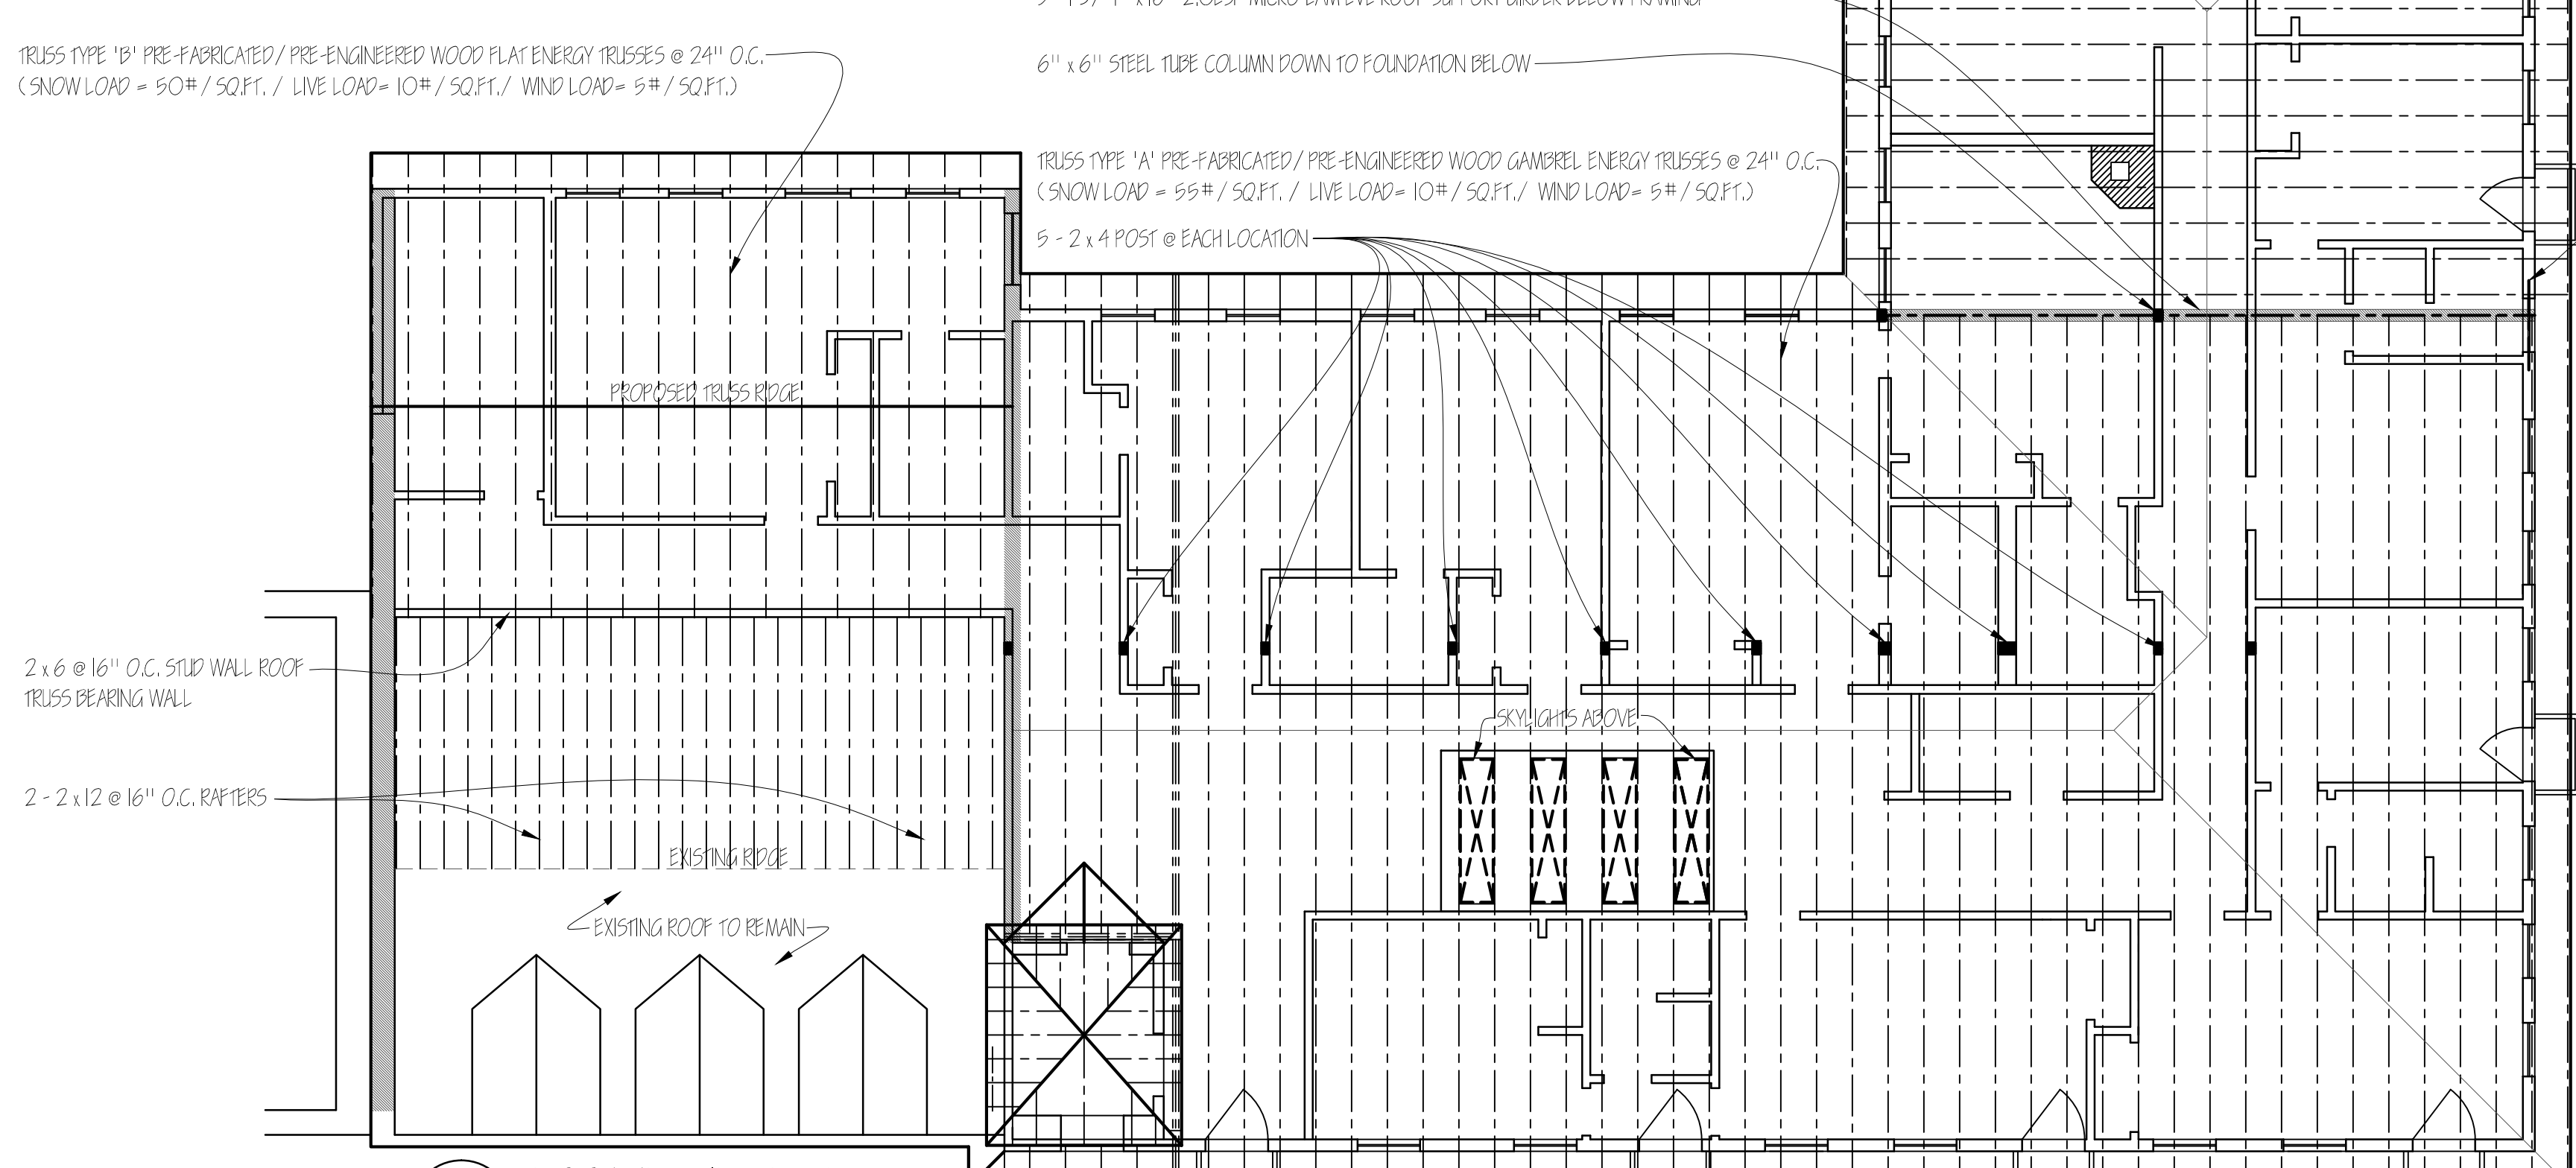 6" x 6" STEEL TUBE COLUMN DOWN TO FOUNDATION BELOW
TRUSS TYPE 'B' PRE-FABRICATED/ PRE-ENGINEERED WOOD FLAT ENERGY TRUSSES @ 24" O.C.
( SNOW LOAD = 50# / SQ.FT. / LIVE LOAD= 10# / SQ.FT./ WIND LOAD= 5# / SQ.FT.)
TRUSS TYPE 'A' PRE-FABRICATED/ PRE-ENGINEERED WOOD GAMBREL ENERGY TRUSSES @ 24" O.C.
( SNOW LOAD = 55# / SQ.FT. / LIVE LOAD= 10# / SQ.FT./ WIND LOAD= 5# / SQ.FT.)
5 - 2 x 4 POST @ EACH LOCATION
PROPOSED TRUSS RIDGE
2 x 6 @ 16" O.C. STUD WALL ROOF
TRUSS BEARING WALL
SKYLIGHTS ABOVE
2 - 2 x 12 @ 16" O.C. RAFTERS
EXISTING RIDGE
EXISTING ROOF TO REMAIN